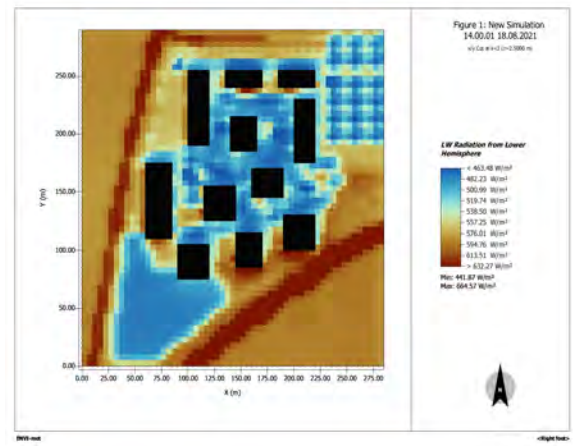 Figure 1: New Simulation
14.00.01 18.08.2021
LW Radiation from Lower
Hemisphere
< 463.48 W/m²
482.23 W/m²
500.99 W/m²
519.74 W/m²
538.50 W/m²
557.25 W/m²
576.01 W/m²
594.76 W/m²
613.51 W/m²
> 632.27 W/m²
Min: 441.87 W/m²
Max: 664.57 W/m²
Y (m)
250.00
200.00
150.00
100.00
50.00
0.00
0.00 25.00 50.00 75.00 100.00 125.00 150.00 175.00 200.00 225.00 250.00 275.00
X (m)
N
ENVI-met
<Right foot>